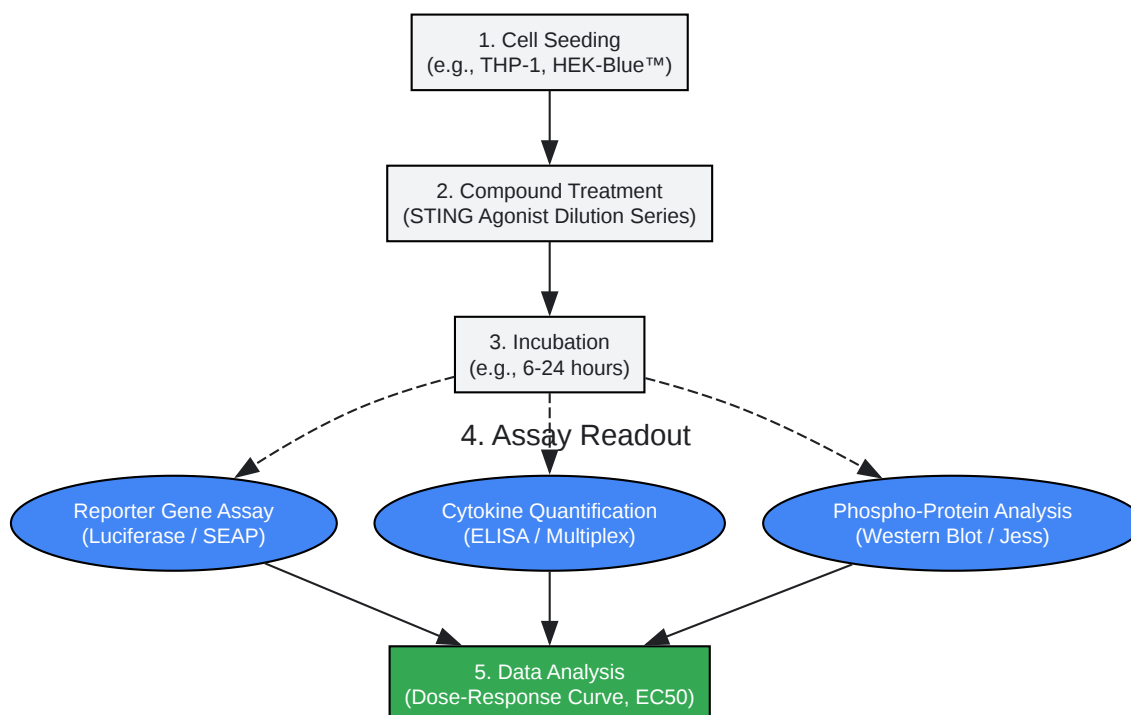 1. Cell Seeding
(e.g., THP-1, HEK-Blue™)
2. Compound Treatment
(STING Agonist Dilution Series)
3. Incubation
(e.g., 6-24 hours)
4. Assay Readout
Reporter Gene Assay
(Luciferase / SEAP)
Cytokine Quantification
(ELISA / Multiplex)
Phospho-Protein Analysis
(Western Blot / Jess)
5. Data Analysis
(Dose-Response Curve, EC50)